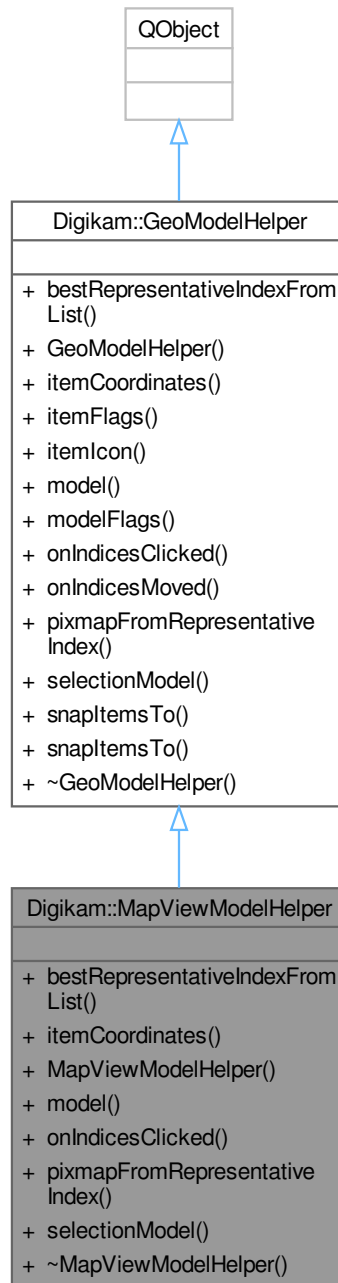 QObject
Digikam::GeoModelHelper
+ bestRepresentativeIndexFrom
List()
+ GeoModelHelper()
+ itemCoordinates()
+ itemFlags()
+ itemIcon()
+ model()
+ modelFlags()
+ onIndicesClicked()
+ onIndicesMoved()
+ pixmapFromRepresentative
Index()
+ selectionModel()
+ snapItemsTo()
+ snapItemsTo()
+ ~GeoModelHelper()
Digikam::MapViewModelHelper
+ bestRepresentativeIndexFrom
List()
+ itemCoordinates()
+ MapViewModelHelper()
+ model()
+ onIndicesClicked()
+ pixmapFromRepresentative
Index()
+ selectionModel()
+ ~MapViewModelHelper()